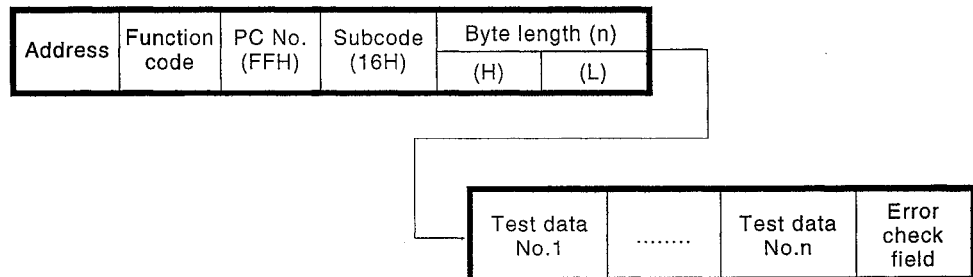 Address
Function
code
PC No.
(FFH)
Subcode
(16H)
Byte length (n)
(H)
(L)
Test data
No.1
........
Test data
No.n
Error
check
field